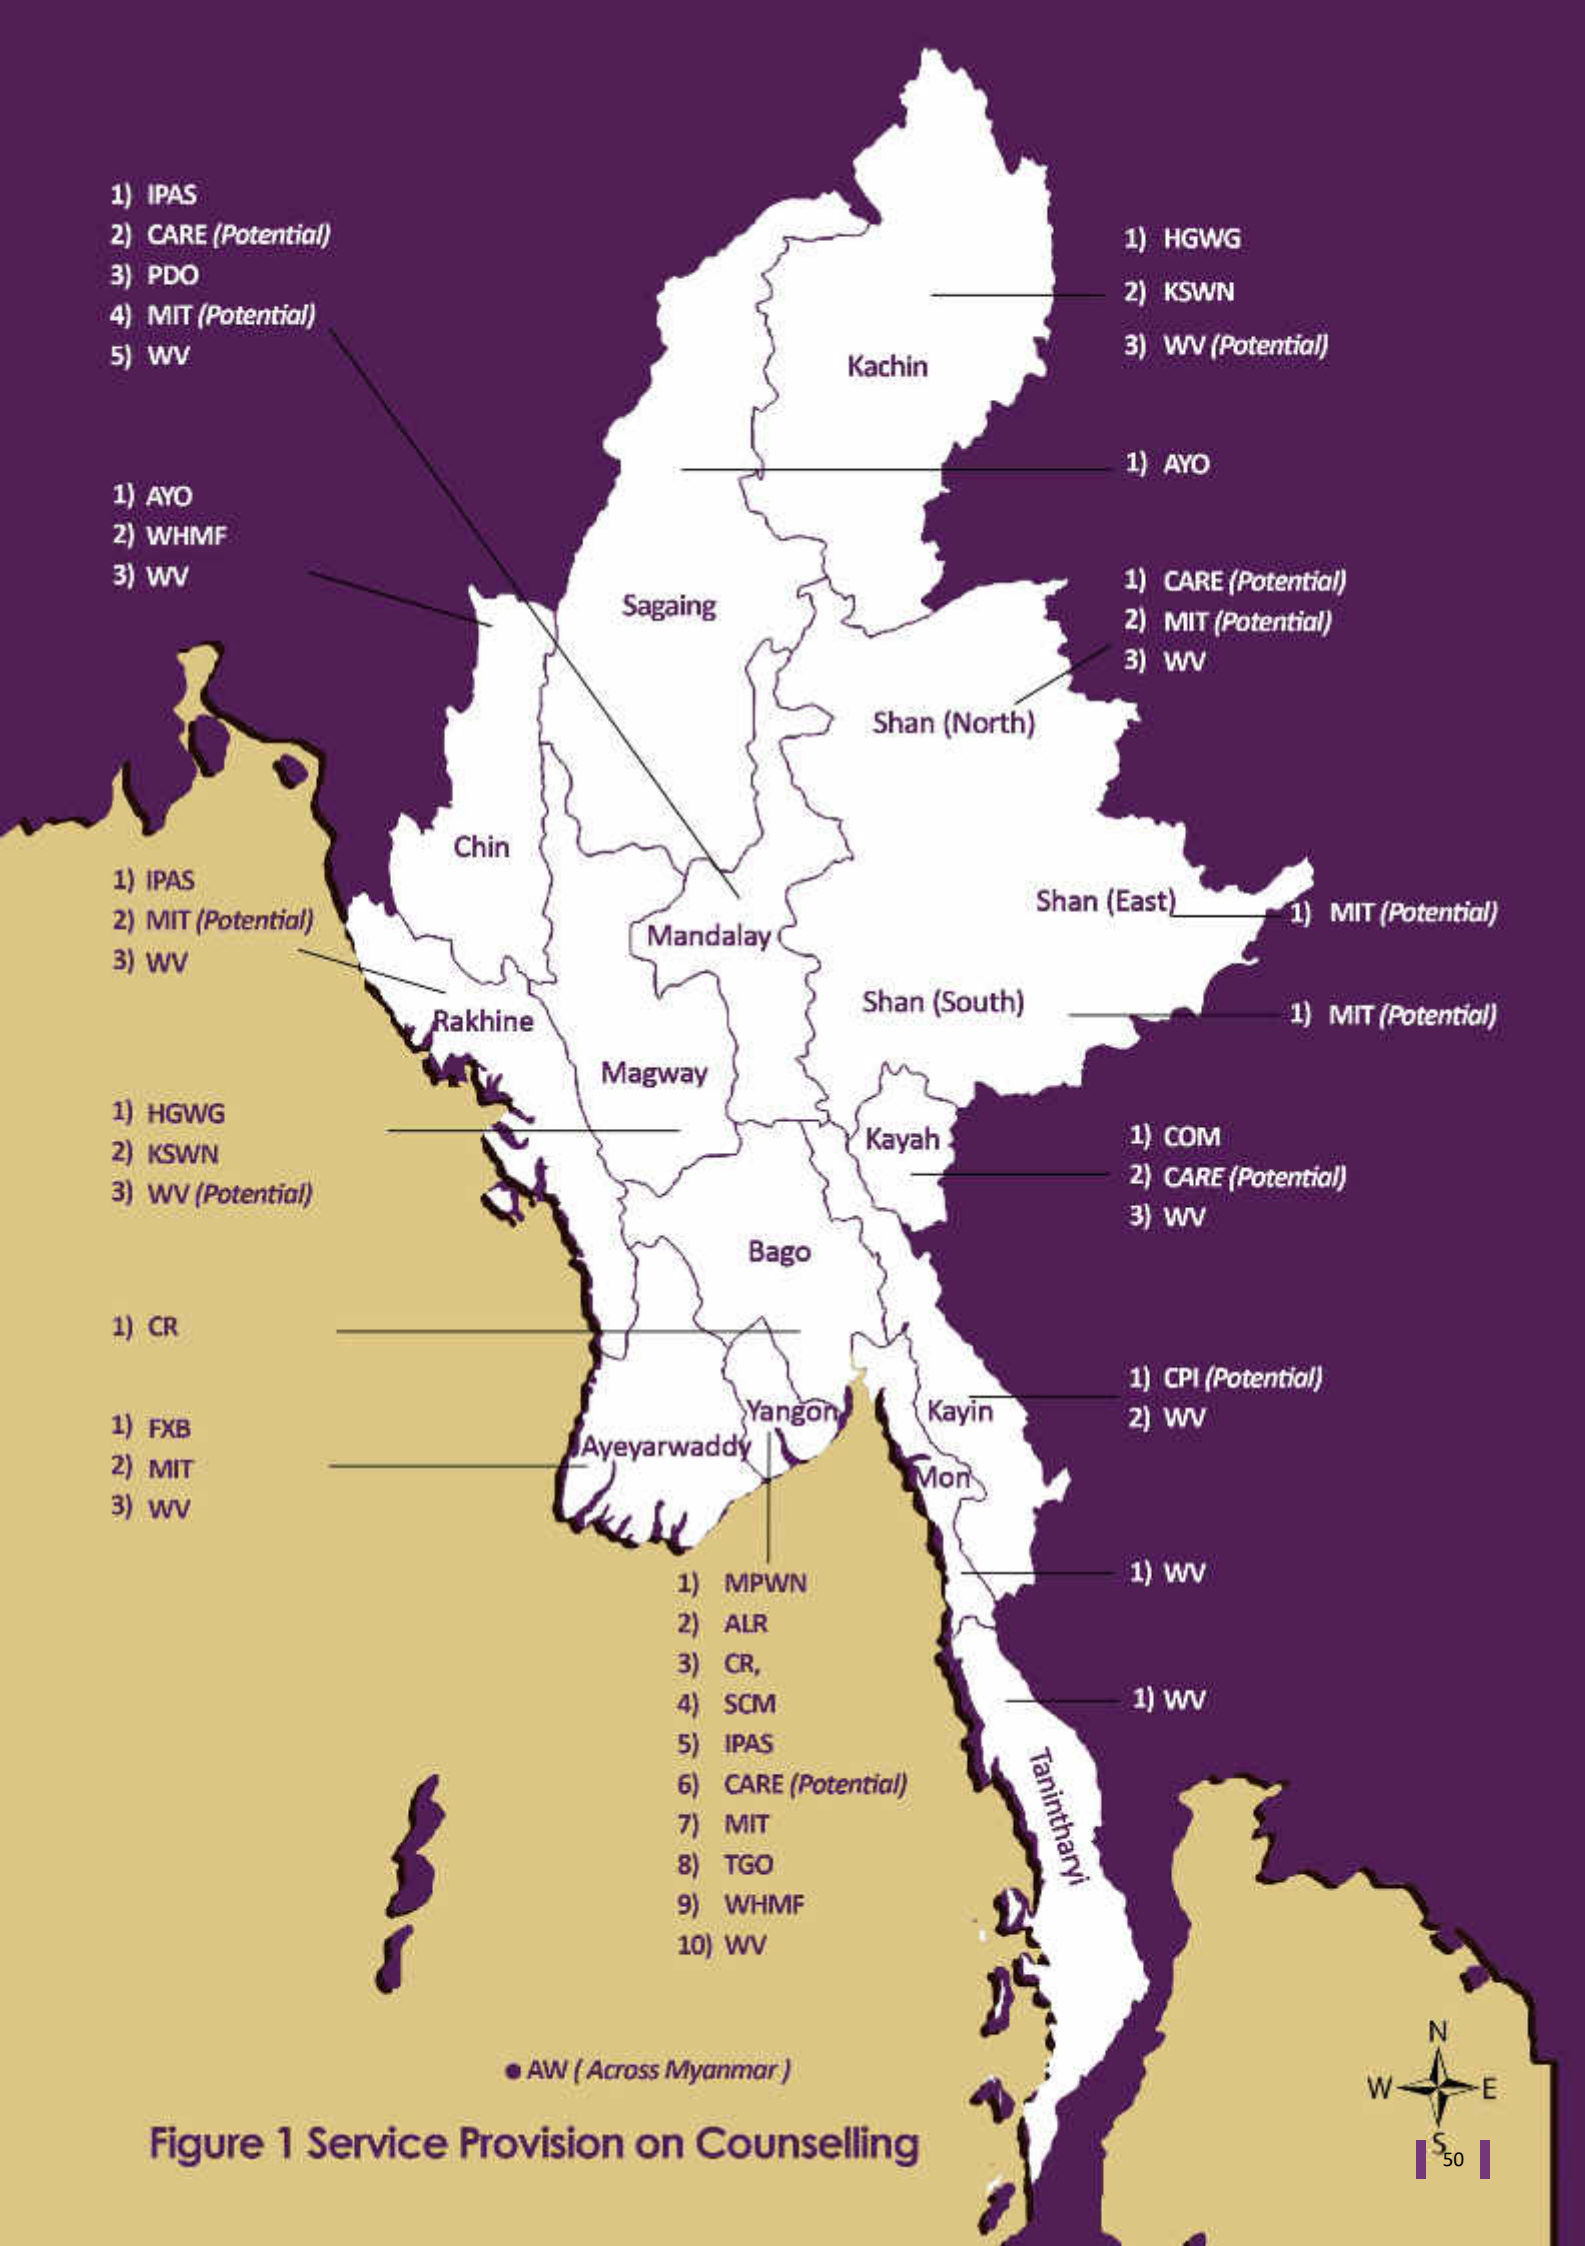 1) IPAS
2) CARE (Potential)
3) PDO
4) MIT (Potential)
5) WV
1) HGWG
2) KSWN
3) WV (Potential)
Kachin
1) AYO
1) AYO
2) WHMF
3) WV
Sagaing
1) CARE (Potential)
2) MIT (Potential)
3) WV
Shan (North)
Chin
1) IPAS
2) MIT (Potential)
3) WV
Shan (East)
1) MIT (Potential)
Mandalay
Shan (South)
1) MIT (Potential)
Rakhine
Magway
1) HGWG
2) KSWN
3) WV (Potential)
Kayah
1) COM
2) CARE (Potential)
3) WV
Bago
1) CR
1) CPI (Potential)
2) WV
Yangon
Kayin
1) FXB
2) MIT
3) WV
Ayeyarwaddy
Mon
1) WV
1) MPWN
2) ALR
3) CR,
4) SCM
5) IPAS
6) CARE (Potential)
7) MIT
8) TGO
9) WHMF
10) WV
1) WV
Tanintharyi
AW ( Across Myanmar )
N
W E
S
Figure 1 Service Provision on Counselling
50